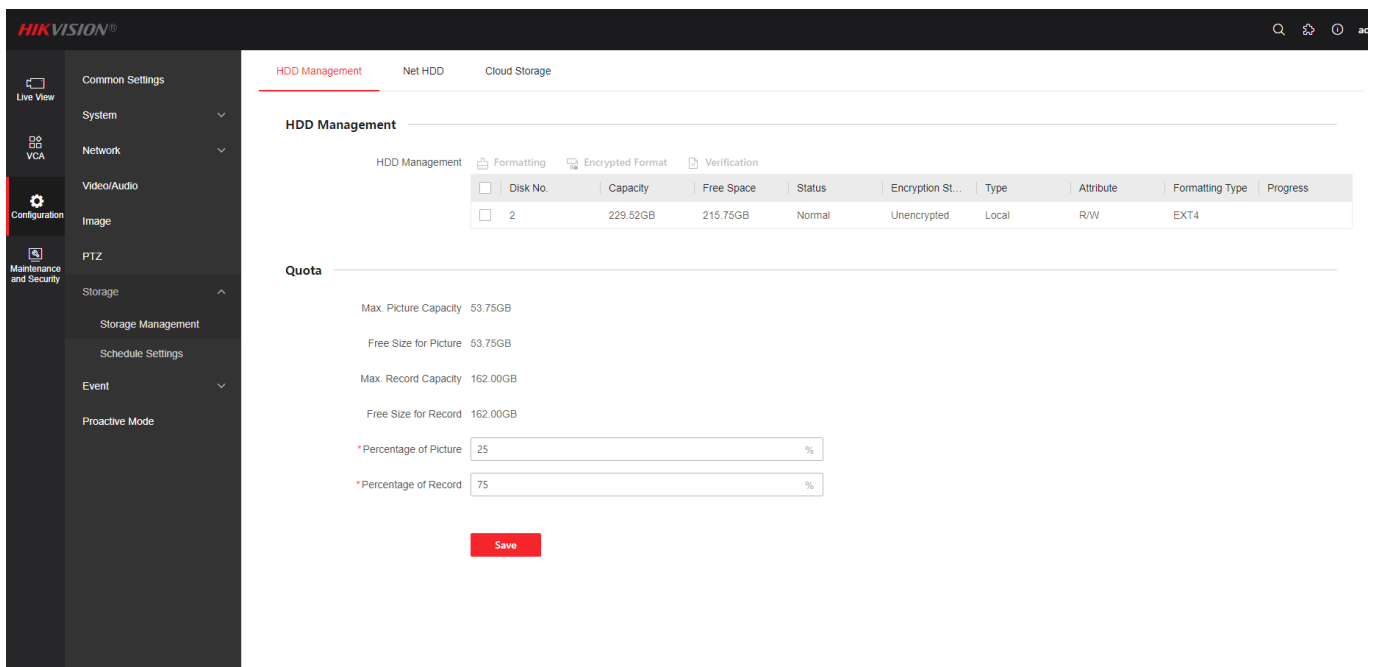 HIKVISION®
ac
Live View
VCA
Configuration
Maintenance
and Security
Common Settings
System
Network
Video/Audio
Image
PTZ
Storage
Storage Management
Schedule Settings
Event
Proactive Mode
HDD Management Net HDD Cloud Storage
HDD Management
HDD Management Formatting Encrypted Format Verification
Disk No. Capacity Free Space Status Encryption St... Type Attribute Formatting Type Progress
2 229.52GB 215.75GB Normal Unencrypted Local R/W EXT4
Quota
Max. Picture Capacity 53.75GB
Free Size for Picture 53.75GB
Max. Record Capacity 162.00GB
Free Size for Record 162.00GB
*Percentage of Picture 25 %
*Percentage of Record 75 %
Save